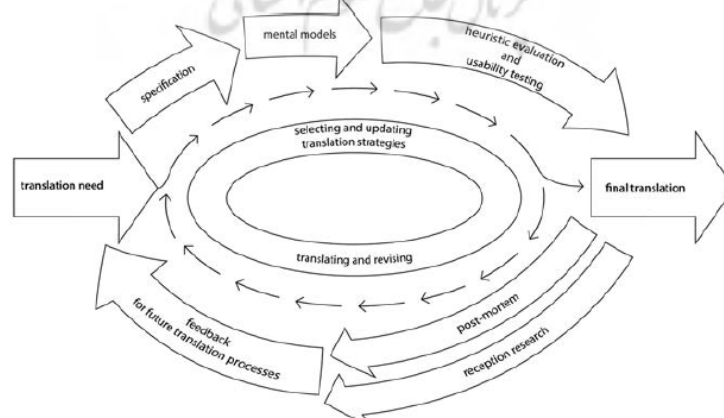 mental models
heuristic evaluation
and
usability testing
specification
selecting and updating
translation strategies
translation need
final translation
translating and revising
post-mortem
reception research
feedback
for future translation processes